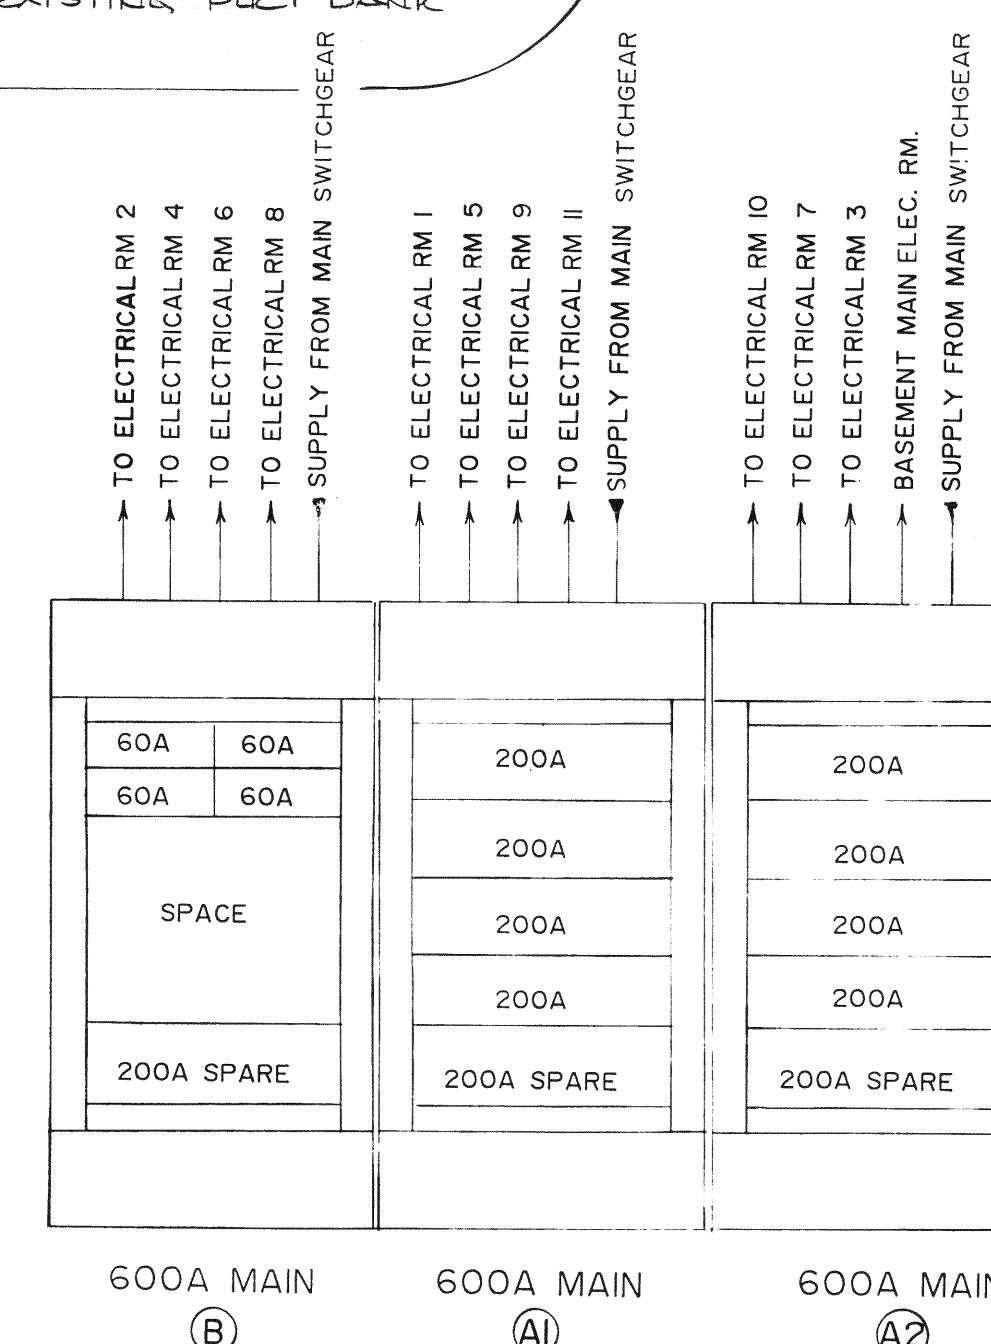 EXISTING DUCT BANK
TO ELECTRICAL RM 2
TO ELECTRICAL RM 4
TO ELECTRICAL RM 6
TO ELECTRICAL RM 8
SUPPLY FROM MAIN SWITCHGEAR
TO ELECTRICAL RM 1
TO ELECTRICAL RM 5
TO ELECTRICAL RM 9
TO ELECTRICAL RM 11
SUPPLY FROM MAIN SWITCHGEAR
TO ELECTRICAL RM 10
TO ELECTRICAL RM 7
TO ELECTRICAL RM 3
BASEMENT MAIN ELEC. RM.
SUPPLY FROM MAIN SWITCHGEAR
60A 60A
60A 60A
SPACE
200A SPARE
600A MAIN
B
200A
200A
200A
200A
200A SPARE
600A MAIN
A1
200A
200A
200A
200A
200A SPARE
600A MAIN
A2